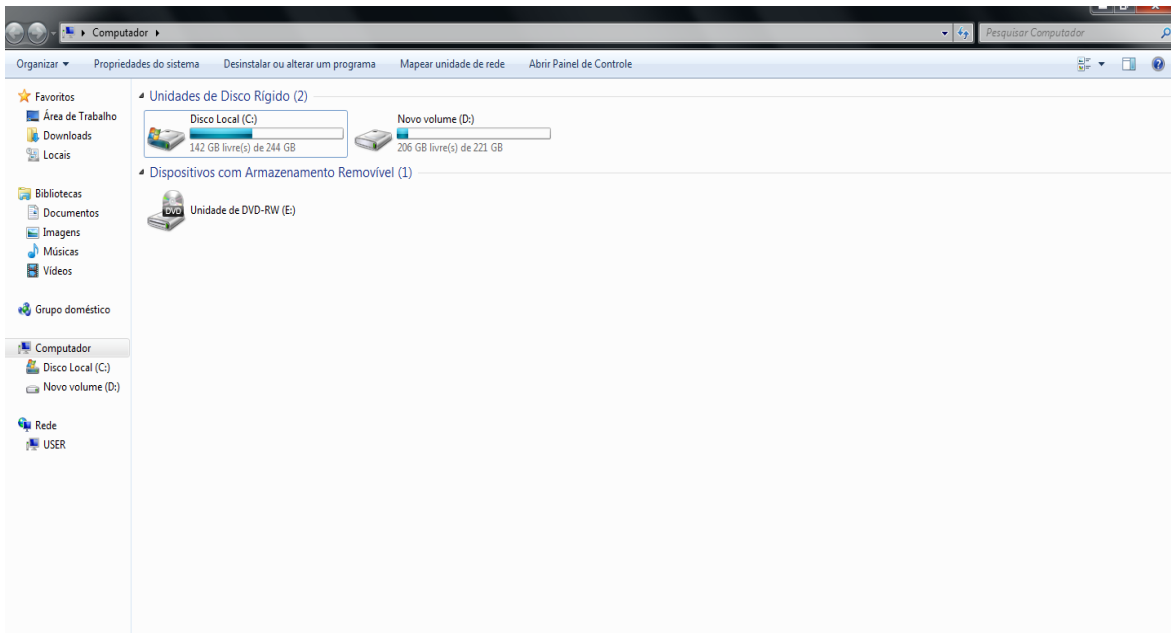 Computador
Pesquisar Computador
Organizar
Propriedades do sistema
Desinstalar ou alterar um programa
Mapear unidade de rede
Abrir Painel de Controle
Favoritos
Área de Trabalho
Downloads
Locais
Bibliotecas
Documentos
Imagens
Músicas
Vídeos
Grupo doméstico
Computador
Disco Local (C:)
Novo volume (D:)
Rede
USER
Unidades de Disco Rígido (2)
Disco Local (C:)
142 GB livre(s) de 244 GB
Novo volume (D:)
206 GB livre(s) de 221 GB
Dispositivos com Armazenamento Removível (1)
DVD
Unidade de DVD-RW (E:)